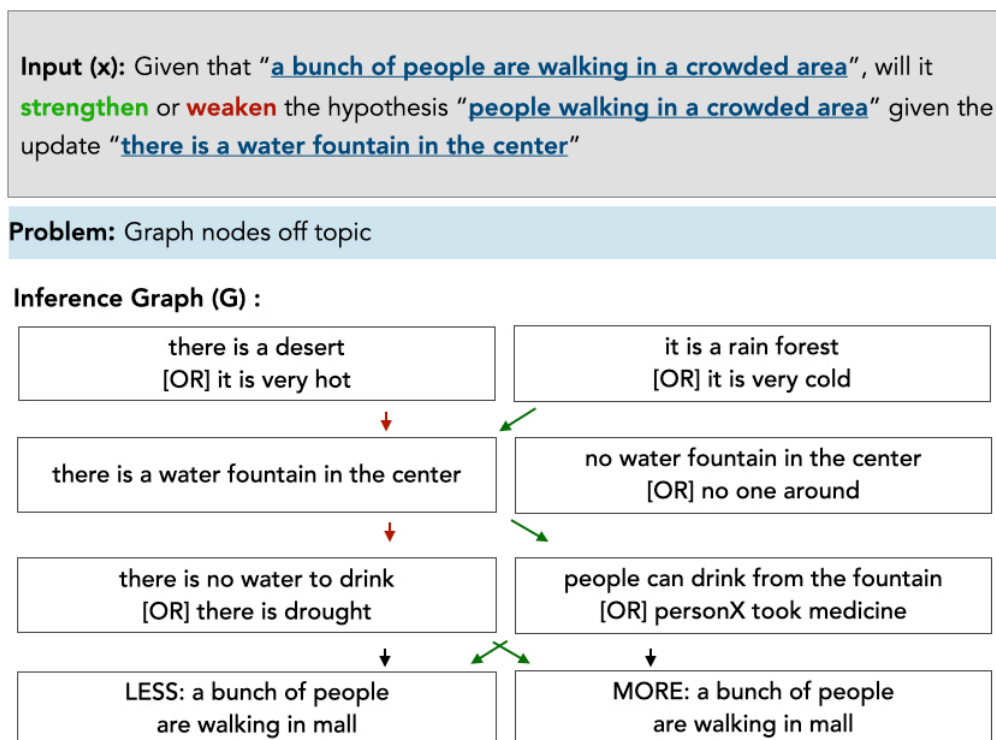 Input (x): Given that “a bunch of people are walking in a crowded area”, will it
strengthen or weaken the hypothesis “people walking in a crowded area” given the
update “there is a water fountain in the center”
Problem: Graph nodes off topic
Inference Graph (G) :
there is a desert
[OR] it is very hot
it is a rain forest
[OR] it is very cold
there is a water fountain in the center
no water fountain in the center
[OR] no one around
there is no water to drink
[OR] there is drought
people can drink from the fountain
[OR] personX took medicine
LESS: a bunch of people
are walking in mall
MORE: a bunch of people
are walking in mall